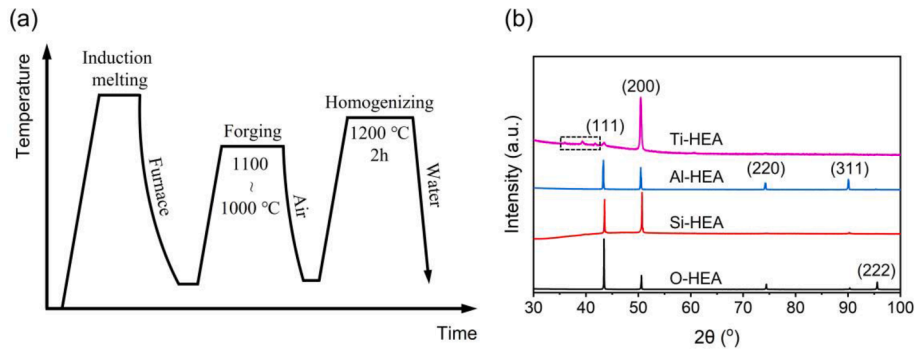 (a)
Temperature
Induction
melting
Furnace
Forging
1100
~
1000 ℃
Air
Homogenizing
1200 ℃
2h
Water
Time
(b)
Intensity (a.u.)
(200)
(111)
Ti-HEA
(220)
(311)
Al-HEA
Si-HEA
(222)
O-HEA
30 40 50 60 70 80 90 100
2θ (°)